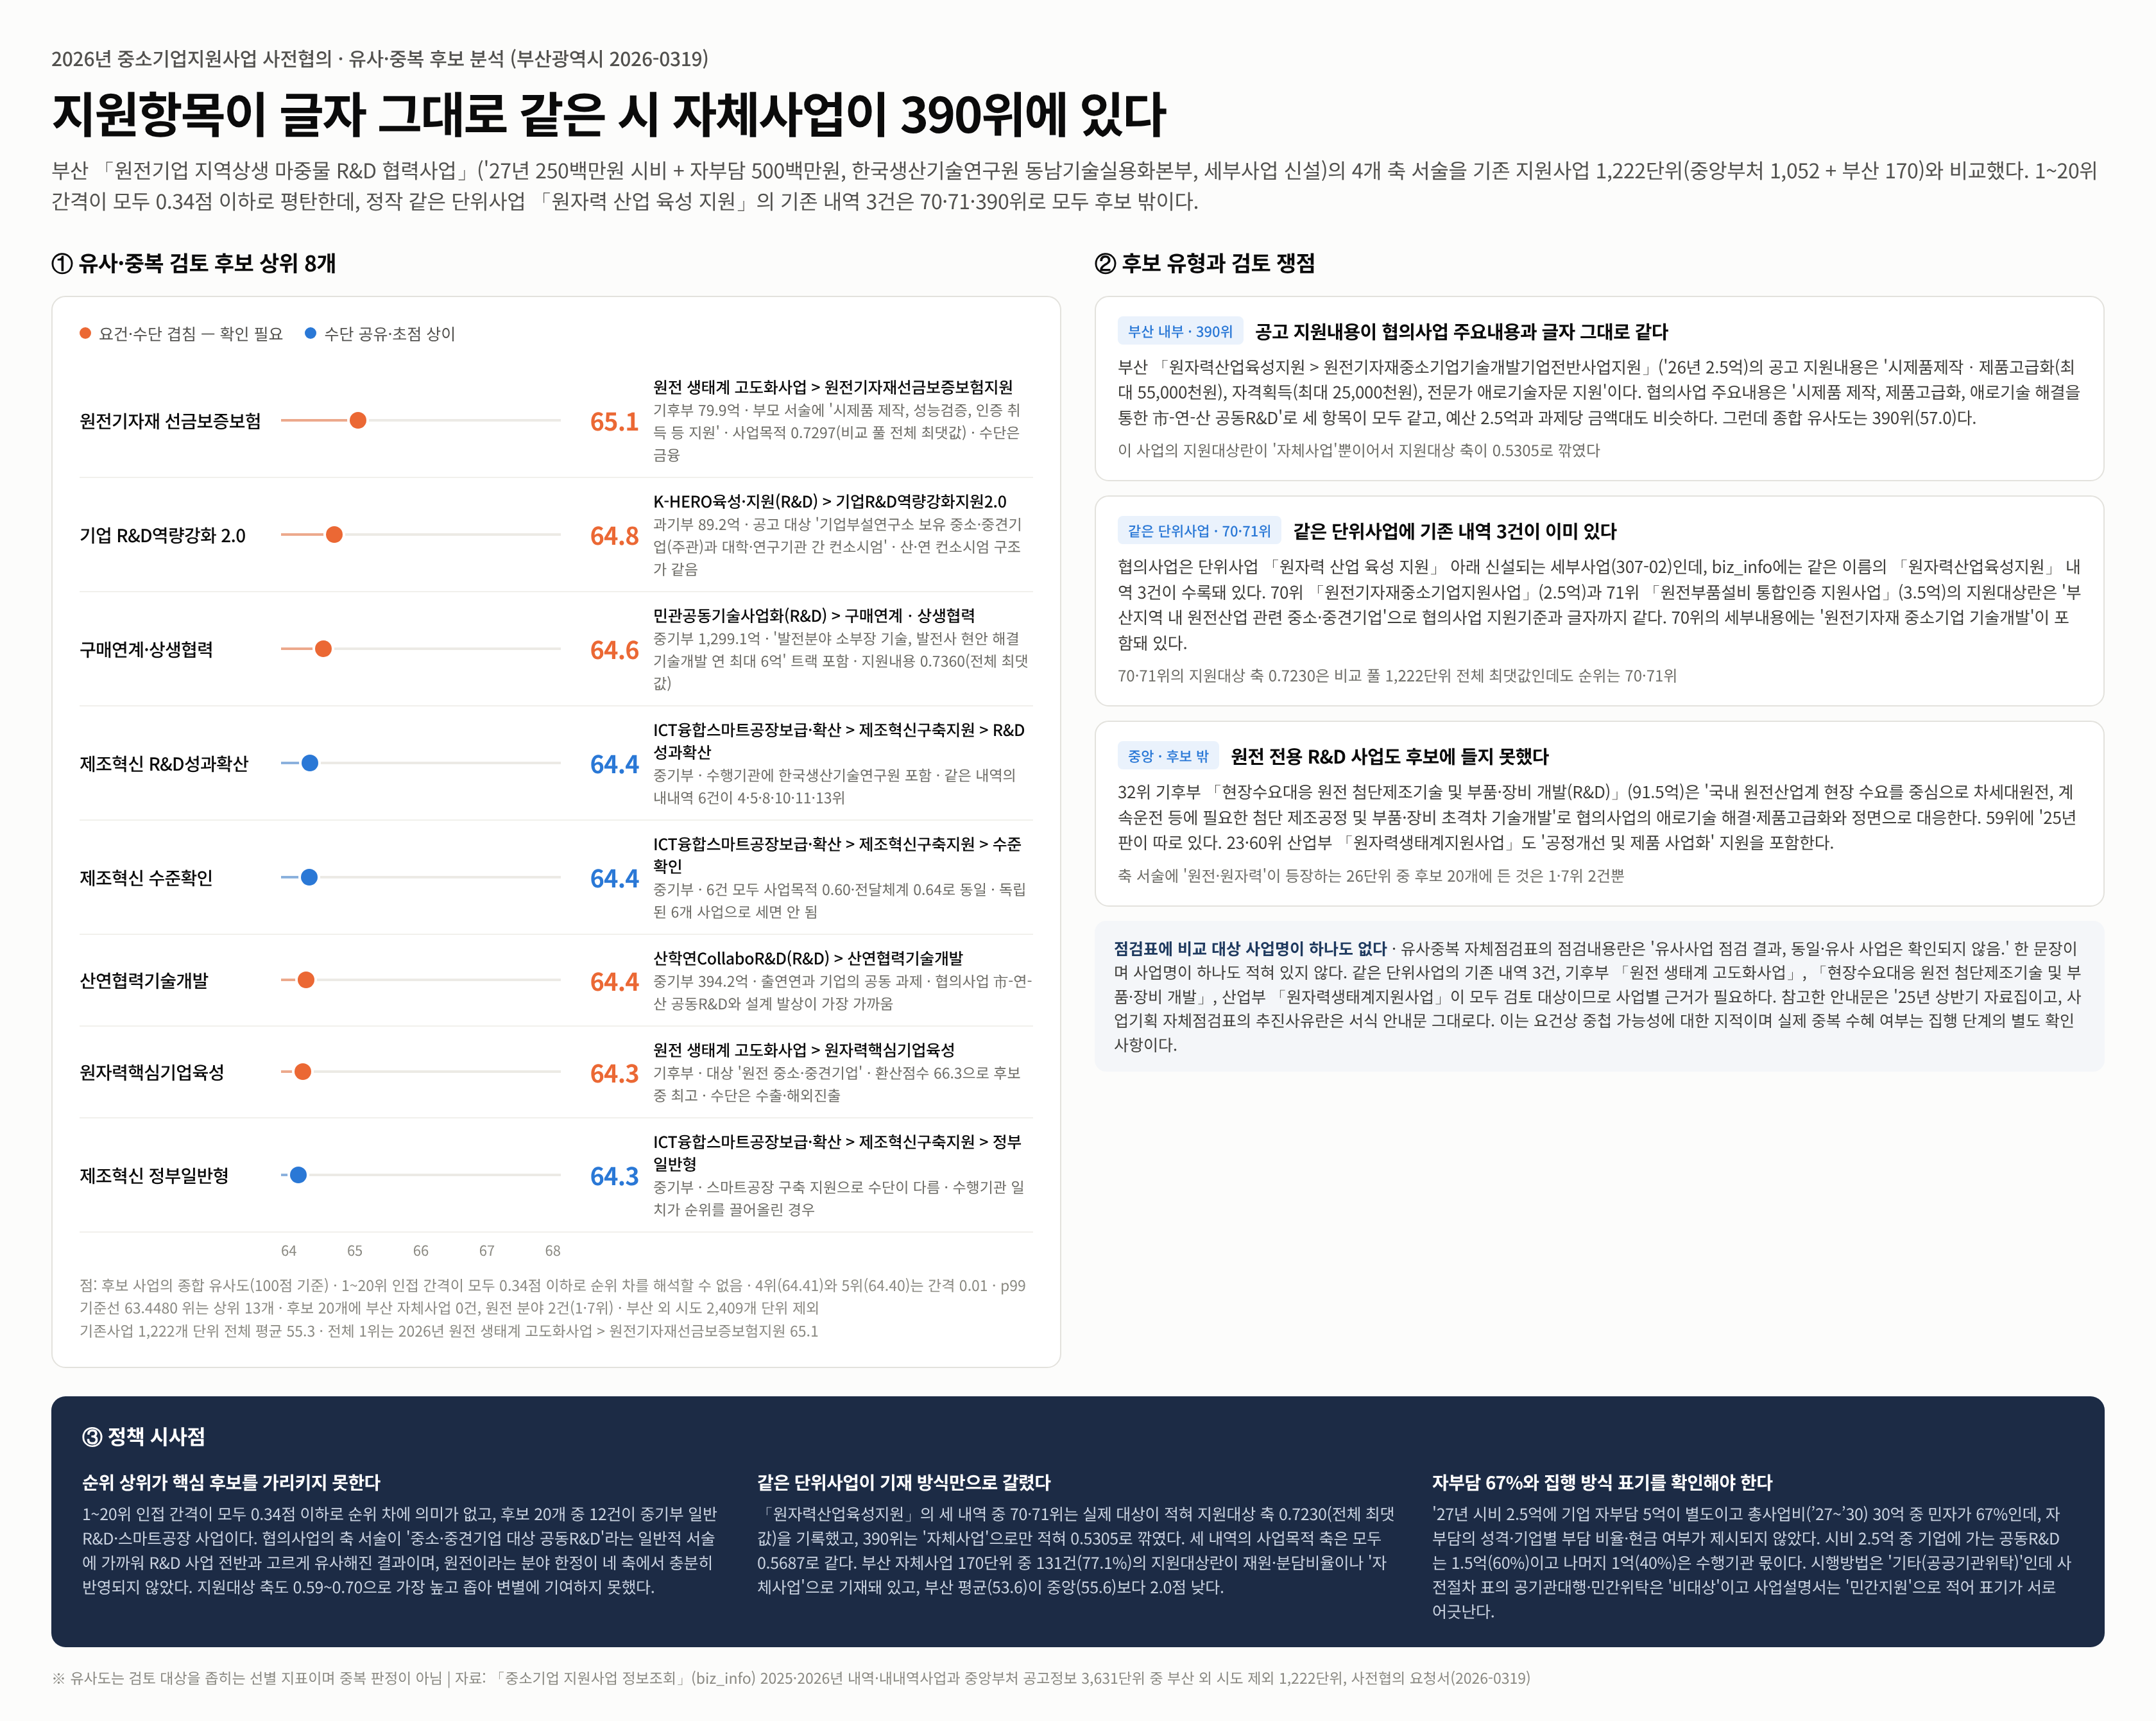 2026년 중소기업지원사업 사전협의 · 유사·중복 후보 분석 (부산광역시 2026-0319)
지원항목이 글자 그대로 같은 시 자체사업이 390위에 있다
부산 「원전기업 지역상생 마중물 R&D 협력사업」('27년 250백만원 시비 + 자부담 500백만원, 한국생산기술연구원 동남기술실용화본부, 세부사업 신설)의 4개 축 서술을 기존 지원사업 1,222단위(중앙부처 1,052 + 부산 170)와 비교했다. 1~20위
간격이 모두 0.34점 이하로 평탄한데, 정작 같은 단위사업 「원자력 산업 육성 지원」의 기존 내역 3건은 70·71·390위로 모두 후보 밖이다.
① 유사·중복 검토 후보 상위 8개
요건·수단 겹침 — 확인 필요
수단 공유·초점 상이
원전기자재 선금보증보험
65.1
원전 생태계 고도화사업 > 원전기자재선금보증보험지원
기후부 79.9억 · 부모 서술에 '시제품 제작, 성능검증, 인증 취
득 등 지원' · 사업목적 0.7297(비교 풀 전체 최댓값) · 수단은
금융
기업 R&D역량강화 2.0
64.8
K-HERO육성·지원(R&D) > 기업R&D역량강화지원2.0
과기부 89.2억 · 공고 대상 '기업부설연구소 보유 중소·중견기
업(주관)과 대학·연구기관 간 컨소시엄' · 산·연 컨소시엄 구조
가 같음
구매연계·상생협력
64.6
민관공동기술사업화(R&D) > 구매연계 · 상생협력
중기부 1,299.1억 · '발전분야 소부장 기술, 발전사 현안 해결
기술개발 연 최대 6억' 트랙 포함 · 지원내용 0.7360(전체 최댓
값)
제조혁신 R&D성과확산
64.4
ICT융합스마트공장보급·확산 > 제조혁신구축지원 > R&D
성과확산
중기부 · 수행기관에 한국생산기술연구원 포함 · 같은 내역의
내내역 6건이 4·5·8·10·11·13위
제조혁신 수준확인
64.4
ICT융합스마트공장보급·확산 > 제조혁신구축지원 > 수준
확인
중기부 · 6건 모두 사업목적 0.60·전달체계 0.64로 동일 · 독립
된 6개 사업으로 세면 안 됨
산연협력기술개발
64.4
산학연CollaboR&D(R&D) > 산연협력기술개발
중기부 394.2억 · 출연연과 기업의 공동 과제 · 협의사업 市-연-
산 공동R&D와 설계 발상이 가장 가까움
원자력핵심기업육성
64.3
원전 생태계 고도화사업 > 원자력핵심기업육성
기후부 · 대상 '원전 중소·중견기업' · 환산점수 66.3으로 후보
중 최고 · 수단은 수출·해외진출
제조혁신 정부일반형
64.3
ICT융합스마트공장보급·확산 > 제조혁신구축지원 > 정부
일반형
중기부 · 스마트공장 구축 지원으로 수단이 다름 · 수행기관 일
치가 순위를 끌어올린 경우
64 65 66 67 68
점: 후보 사업의 종합 유사도(100점 기준) · 1~20위 인접 간격이 모두 0.34점 이하로 순위 차를 해석할 수 없음 · 4위(64.41)와 5위(64.40)는 간격 0.01 · p99
기준선 63.4480 위는 상위 13개 · 후보 20개에 부산 자체사업 0건, 원전 분야 2건(1·7위) · 부산 외 시도 2,409개 단위 제외
기존사업 1,222개 단위 전체 평균 55.3 · 전체 1위는 2026년 원전 생태계 고도화사업 > 원전기자재선금보증보험지원 65.1
② 후보 유형과 검토 쟁점
부산 내부 · 390위
공고 지원내용이 협의사업 주요내용과 글자 그대로 같다
부산 「원자력산업육성지원 > 원전기자재중소기업기술개발기업전반사업지원」('26년 2.5억)의 공고 지원내용은 '시제품제작 · 제품고급화(최
대 55,000천원), 자격획득(최대 25,000천원), 전문가 애로기술자문 지원'이다. 협의사업 주요내용은 '시제품 제작, 제품고급화, 애로기술 해결을
통한 市-연-산 공동R&D'로 세 항목이 모두 같고, 예산 2.5억과 과제당 금액대도 비슷하다. 그런데 종합 유사도는 390위(57.0)다.
이 사업의 지원대상란이 '자체사업'뿐이어서 지원대상 축이 0.5305로 깎였다
같은 단위사업 · 70·71위
같은 단위사업에 기존 내역 3건이 이미 있다
협의사업은 단위사업 「원자력 산업 육성 지원」 아래 신설되는 세부사업(307-02)인데, biz_info에는 같은 이름의 「원자력산업육성지원」 내
역 3건이 수록돼 있다. 70위 「원전기자재중소기업지원사업」(2.5억)과 71위 「원전부품설비 통합인증 지원사업」(3.5억)의 지원대상란은 '부
산지역 내 원전산업 관련 중소·중견기업'으로 협의사업 지원기준과 글자까지 같다. 70위의 세부내용에는 '원전기자재 중소기업 기술개발'이 포
함돼 있다.
70·71위의 지원대상 축 0.7230은 비교 풀 1,222단위 전체 최댓값인데도 순위는 70·71위
중앙 · 후보 밖
원전 전용 R&D 사업도 후보에 들지 못했다
32위 기후부 「현장수요대응 원전 첨단제조기술 및 부품·장비 개발(R&D)」(91.5억)은 '국내 원전산업계 현장 수요를 중심으로 차세대원전, 계
속운전 등에 필요한 첨단 제조공정 및 부품·장비 초격차 기술개발'로 협의사업의 애로기술 해결·제품고급화와 정면으로 대응한다. 59위에 '25년
판이 따로 있다. 23·60위 산업부 「원자력생태계지원사업」도 '공정개선 및 제품 사업화' 지원을 포함한다.
축 서술에 '원전·원자력'이 등장하는 26단위 중 후보 20개에 든 것은 1·7위 2건뿐
점검표에 비교 대상 사업명이 하나도 없다 · 유사중복 자체점검표의 점검내용란은 '유사사업 점검 결과, 동일·유사 사업은 확인되지 않음.' 한 문장이
며 사업명이 하나도 적혀 있지 않다. 같은 단위사업의 기존 내역 3건, 기후부 「원전 생태계 고도화사업」, 「현장수요대응 원전 첨단제조기술 및 부
품·장비 개발」, 산업부 「원자력생태계지원사업」이 모두 검토 대상이므로 사업별 근거가 필요하다. 참고한 안내문은 '25년 상반기 자료집이고, 사
업기획 자체점검표의 추진사유란은 서식 안내문 그대로다. 이는 요건상 중첩 가능성에 대한 지적이며 실제 중복 수혜 여부는 집행 단계의 별도 확인
사항이다.
③ 정책 시사점
순위 상위가 핵심 후보를 가리키지 못한다
1~20위 인접 간격이 모두 0.34점 이하로 순위 차에 의미가 없고, 후보 20개 중 12건이 중기부 일반
R&D·스마트공장 사업이다. 협의사업의 축 서술이 '중소·중견기업 대상 공동R&D'라는 일반적 서술
에 가까워 R&D 사업 전반과 고르게 유사해진 결과이며, 원전이라는 분야 한정이 네 축에서 충분히
반영되지 않았다. 지원대상 축도 0.59~0.70으로 가장 높고 좁아 변별에 기여하지 못했다.
같은 단위사업이 기재 방식만으로 갈렸다
「원자력산업육성지원」의 세 내역 중 70·71위는 실제 대상이 적혀 지원대상 축 0.7230(전체 최댓
값)을 기록했고, 390위는 '자체사업'으로만 적혀 0.5305로 깎였다. 세 내역의 사업목적 축은 모두
0.5687로 같다. 부산 자체사업 170단위 중 131건(77.1%)의 지원대상란이 재원·분담비율이나 '자
체사업'으로 기재돼 있고, 부산 평균(53.6)이 중앙(55.6)보다 2.0점 낮다.
자부담 67%와 집행 방식 표기를 확인해야 한다
'27년 시비 2.5억에 기업 자부담 5억이 별도이고 총사업비('27~'30) 30억 중 민자가 67%인데, 자
부담의 성격·기업별 부담 비율·현금 여부가 제시되지 않았다. 시비 2.5억 중 기업에 가는 공동R&D
는 1.5억(60%)이고 나머지 1억(40%)은 수행기관 몫이다. 시행방법은 '기타(공공기관위탁)'인데 사
전절차 표의 공기관대행·민간위탁은 '비대상'이고 사업설명서는 '민간지원'으로 적어 표기가 서로
어긋난다.
※ 유사도는 검토 대상을 좁히는 선별 지표이며 중복 판정이 아님 | 자료: 「중소기업 지원사업 정보조회」(biz_info) 2025·2026년 내역·내내역사업과 중앙부처 공고정보 3,631단위 중 부산 외 시도 제외 1,222단위, 사전협의 요청서(2026-0319)